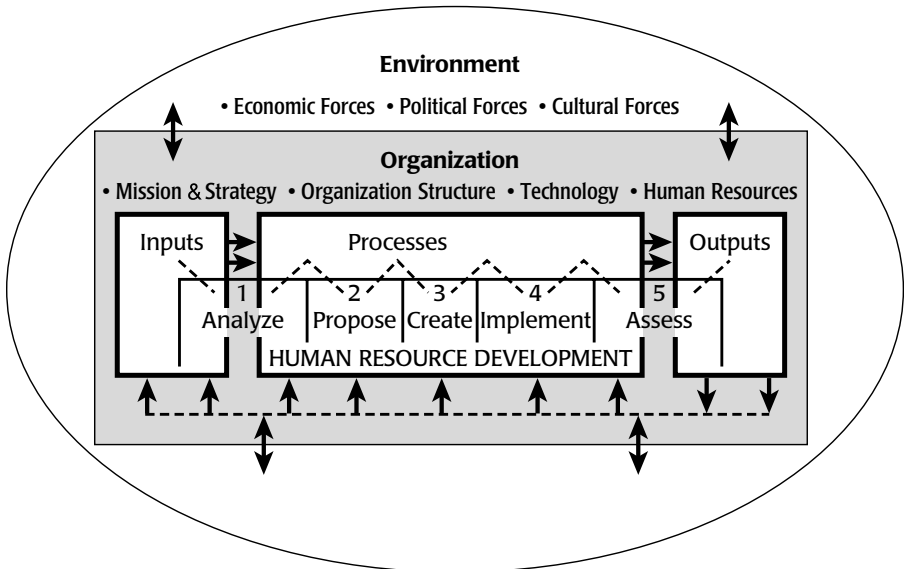 Environment
• Economic Forces • Political Forces • Cultural Forces
Organization
• Mission & Strategy • Organization Structure • Technology • Human Resources
Inputs Processes Outputs
1 2 3 4 5
Analyze Propose Create Implement Assess
HUMAN RESOURCE DEVELOPMENT